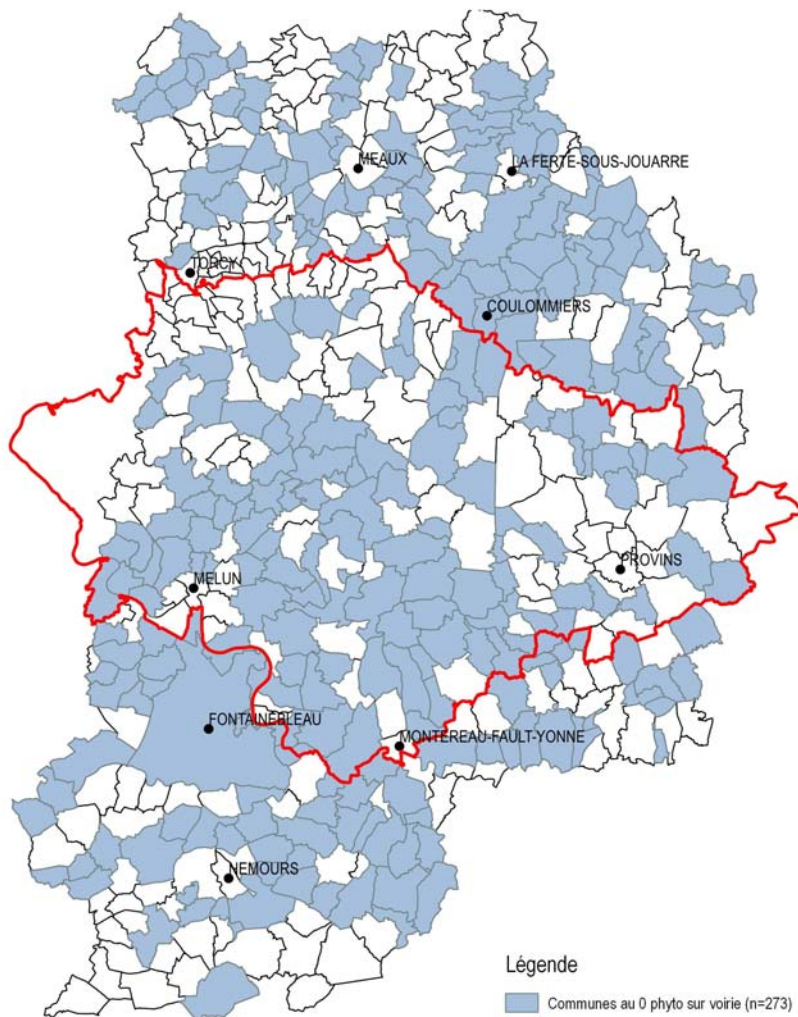 MEAUX
LA FERTE-SOUS-JOUARRE
TORCY
COULOMMIERS
PROVINS
MELUN
FONTAINEBLEAU
MONTEREAU-FAULT-YONNE
NEMOURS
Légende
Communes au 0 phyto sur voirie (n=273)